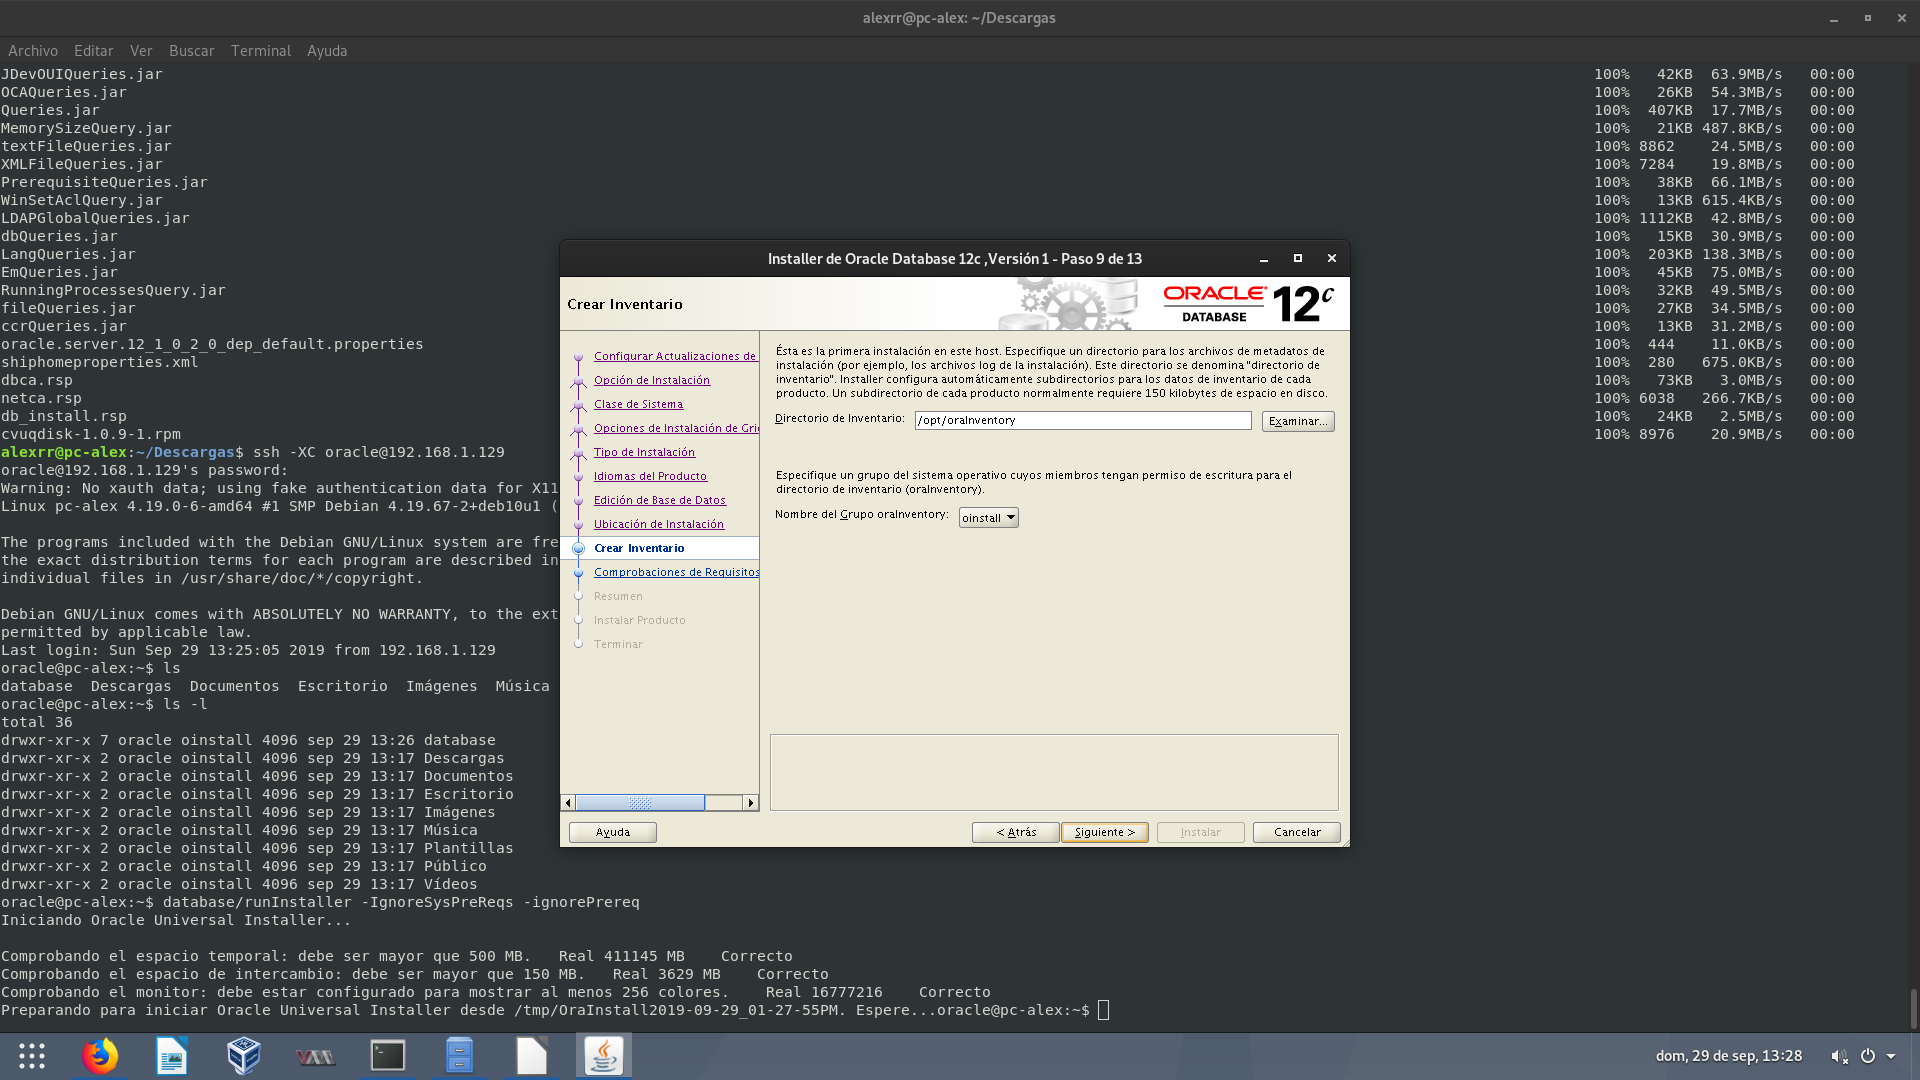 alexrr@pc-alex: ~/Descargas
Archivo Editar Ver Buscar Terminal Ayuda
JDevOUIQueries.jar 100% 42KB 63.9MB/s 00:00
OCAQueries.jar 100% 26KB 54.3MB/s 00:00
Queries.jar 100% 407KB 17.7MB/s 00:00
MemorySizeQuery.jar 100% 21KB 487.8KB/s 00:00
textFileQueries.jar 100% 8862 24.5MB/s 00:00
XMLFileQueries.jar 100% 7284 19.8MB/s 00:00
PrerequisiteQueries.jar 100% 38KB 66.1MB/s 00:00
WinSetAclQuery.jar 100% 13KB 615.4KB/s 00:00
LDAPGlobalQueries.jar 100% 1112KB 42.8MB/s 00:00
dbQueries.jar 100% 15KB 30.9MB/s 00:00
LangQueries.jar 100% 203KB 138.3MB/s 00:00
EmQueries.jar 100% 45KB 75.0MB/s 00:00
RunningProcessesQuery.jar 100% 32KB 49.5MB/s 00:00
fileQueries.jar 100% 27KB 34.5MB/s 00:00
ccrQueries.jar 100% 13KB 31.2MB/s 00:00
oracle.server.12_1_0_2_0_dep_default.properties 100% 444 11.0KB/s 00:00
shiphomeproperties.xml 100% 280 675.0KB/s 00:00
dbca.rsp 100% 73KB 3.0MB/s 00:00
netca.rsp 100% 6038 266.7KB/s 00:00
db_install.rsp 100% 24KB 2.5MB/s 00:00
cvuqdisk-1.0.9-1.rpm 100% 8976 20.9MB/s 00:00
alexrr@pc-alex:~/Descargas$ ssh -XC oracle@192.168.1.129
oracle@192.168.1.129's password:
Warning: No xauth data; using fake authentication data for X11
Linux pc-alex 4.19.0-6-amd64 #1 SMP Debian 4.19.67-2+deb10u1 (
The programs included with the Debian GNU/Linux system are fre
the exact distribution terms for each program are described in
individual files in /usr/share/doc/*/copyright.
Debian GNU/Linux comes with ABSOLUTELY NO WARRANTY, to the ext
permitted by applicable law.
Last login: Sun Sep 29 13:25:05 2019 from 192.168.1.129
oracle@pc-alex:~$ ls
database Descargas Documentos Escritorio Imágenes Música
oracle@pc-alex:~$ ls -l
total 36
drwxr-xr-x 7 oracle oinstall 4096 sep 29 13:26 database
drwxr-xr-x 2 oracle oinstall 4096 sep 29 13:17 Descargas
drwxr-xr-x 2 oracle oinstall 4096 sep 29 13:17 Documentos
drwxr-xr-x 2 oracle oinstall 4096 sep 29 13:17 Escritorio
drwxr-xr-x 2 oracle oinstall 4096 sep 29 13:17 Imágenes
drwxr-xr-x 2 oracle oinstall 4096 sep 29 13:17 Música
drwxr-xr-x 2 oracle oinstall 4096 sep 29 13:17 Plantillas
drwxr-xr-x 2 oracle oinstall 4096 sep 29 13:17 Público
drwxr-xr-x 2 oracle oinstall 4096 sep 29 13:17 Vídeos
oracle@pc-alex:~$ database/runInstaller -IgnoreSysPreReqs -ignorePrereq
Iniciando Oracle Universal Installer...
Comprobando el espacio temporal: debe ser mayor que 500 MB. Real 411145 MB Correcto
Comprobando el espacio de intercambio: debe ser mayor que 150 MB. Real 3629 MB Correcto
Comprobando el monitor: debe estar configurado para mostrar al menos 256 colores. Real 16777216 Correcto
Preparando para iniciar Oracle Universal Installer desde /tmp/OraInstall2019-09-29_01-27-55PM. Espere...oracle@pc-alex:~$
Installer de Oracle Database 12c ,Versión 1 - Paso 9 de 13
Crear Inventario
ORACLE
DATABASE
12c
Configurar Actualizaciones de
Opción de Instalación
Clase de Sistema
Opciones de Instalación de Gri
Tipo de Instalación
Idiomas del Producto
Edición de Base de Datos
Ubicación de Instalación
Crear Inventario
Comprobaciones de Requisitos
Resumen
Instalar Producto
Terminar
Ésta es la primera instalación en este host. Especifique un directorio para los archivos de metadatos de
instalación (por ejemplo, los archivos log de la instalación). Este directorio se denomina "directorio de
inventario". Installer configura automáticamente subdirectorios para los datos de inventario de cada
producto. Un subdirectorio de cada producto normalmente requiere 150 kilobytes de espacio en disco.
Directorio de Inventario: /opt/oraInventory Examinar...
Especifique un grupo del sistema operativo cuyos miembros tengan permiso de escritura para el
directorio de inventario (oraInventory).
Nombre del Grupo oraInventory: oinstall
Ayuda < Atrás Siguiente > Instalar Cancelar
dom, 29 de sep, 13:28